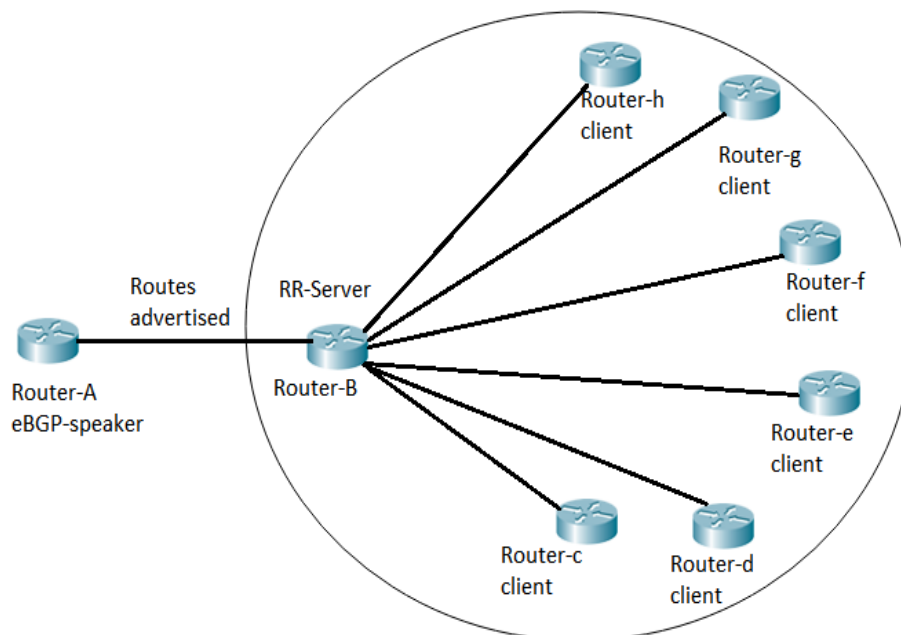 Router-h
client
Router-g
client
Router-f
client
Routes
advertised
RR-Server
Router-B
Router-A
eBGP-speaker
Router-e
client
Router-c
client
Router-d
client